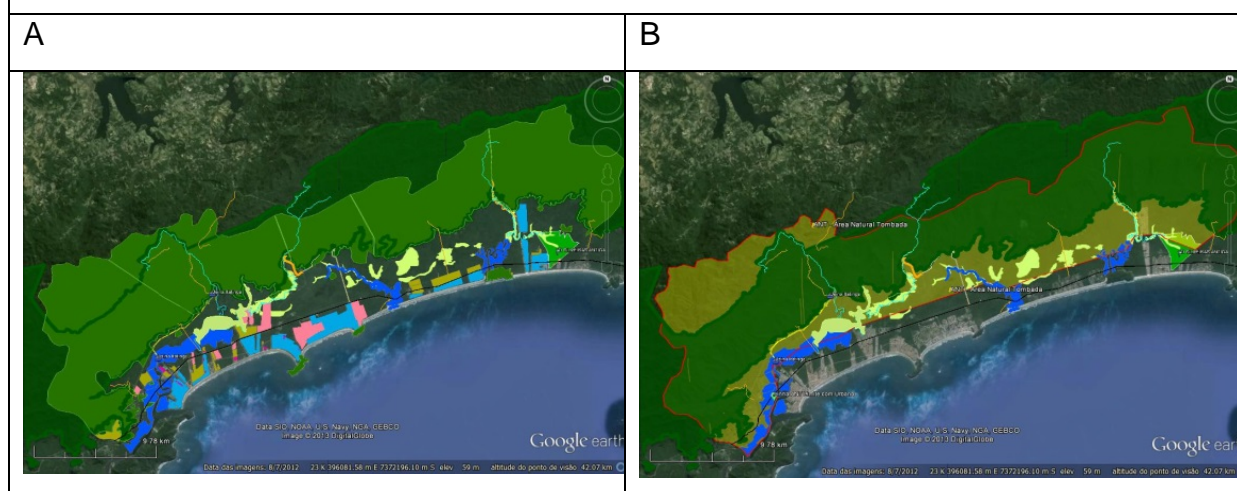 A
B
9.78 km
Data SIO, NOAA, U.S. Navy, NGA, GEBCO
Image © 2013 DigitalGlobe
Google earth
Data das imagens: 8/7/2012 23 K 396081.58 m E 7372196.10 m S elev 59 m altitude do ponto de visão 42.07 km
ANT - Área Natural Tombada
Área Natural Tombada
9.78 km
Data SIO, NOAA, U.S. Navy, NGA, GEBCO
Image © 2013 DigitalGlobe
Google earth
Data das imagens: 8/7/2012 23 K 396081.58 m E 7372196.10 m S elev 59 m altitude do ponto de visão 42.07 km